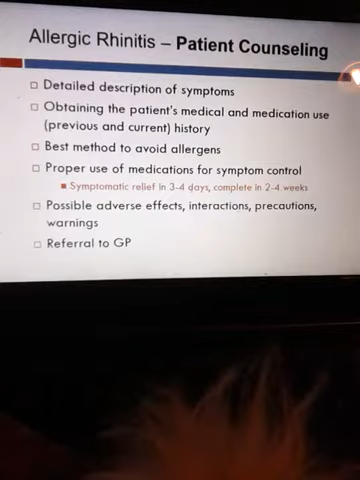 Allergic Rhinitis – Patient Counseling
Detailed description of symptoms
Obtaining the patient's medical and medication use
(previous and current) history
Best method to avoid allergens
Proper use of medications for symptom control
Symptomatic relief in 3-4 days, complete in 2-4 weeks
Possible adverse effects, interactions, precautions,
warnings
Referral to GP